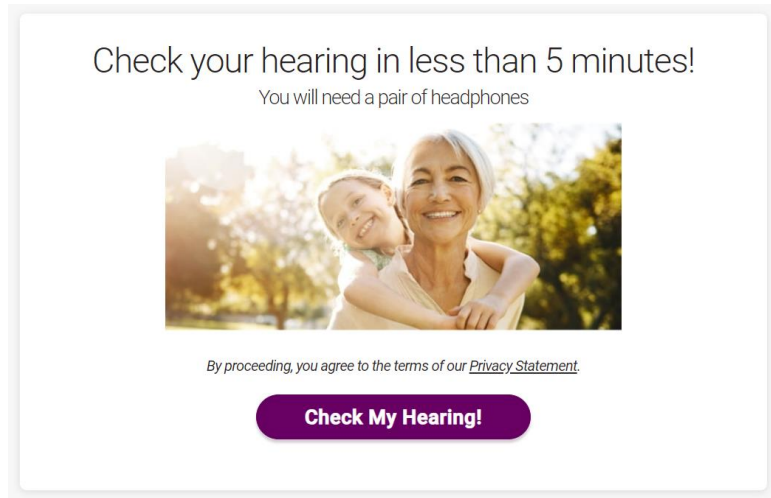 Check your hearing in less than 5 minutes!
You will need a pair of headphones
By proceeding, you agree to the terms of our Privacy Statement.
Check My Hearing!